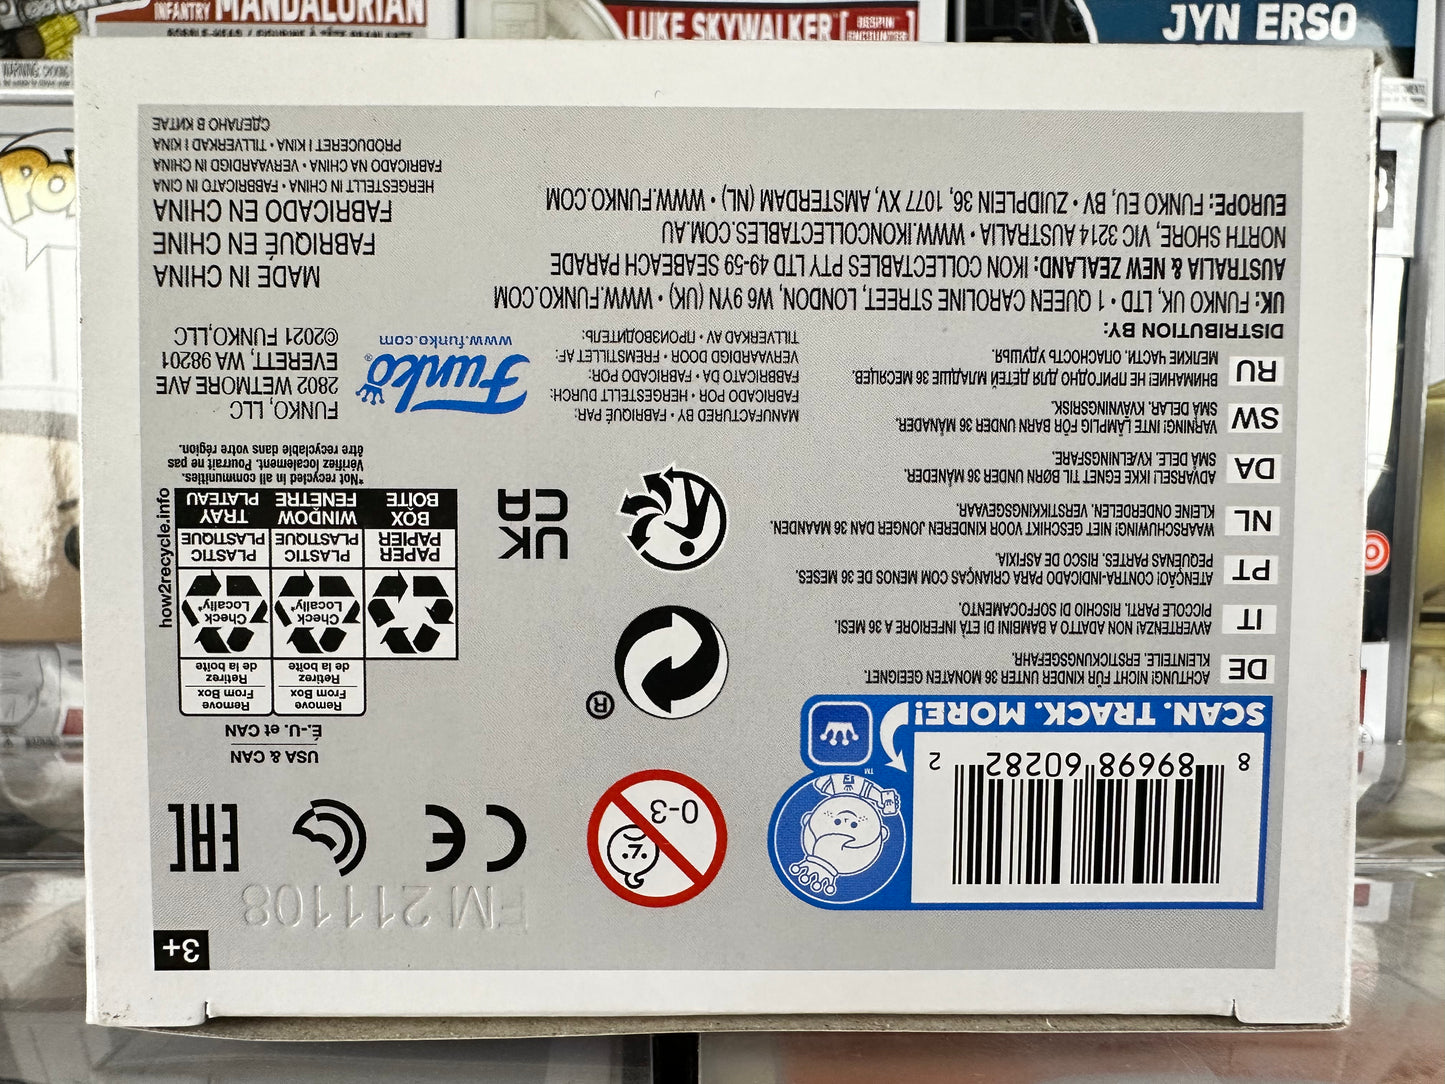 INFANTRY MANDALORIAN
LUKE SKYWALKER
JYN ERSO
3+
FM 211108
8 89698 60282 2
SCAN. TRACK. MORE!
™
0-3
CE
EAC
USA & CAN
É.-U. et CAN
Remove
From Box
Retirez
de la boîte
Remove
From Box
Retirez
de la boîte
Check
Locally*
Check
Locally*
PAPER
PAPIER
BOX
BOÎTE
PLASTIC
PLASTIQUE
WINDOW
FENÊTRE
PLASTIC
PLASTIQUE
TRAY
PLATEAU
how2recycle.info
*Not recycled in all communities.
Vérifiez localement. Pourrait ne pas
être recyclable dans votre région.
®
UK
CA
DE
ACHTUNG! NICHT FÜR KINDER UNTER 36 MONATEN GEEIGNET.
KLEINTEILE. ERSTICKUNGSGEFAHR.
IT
AVVERTENZA! NON ADATTO A BAMBINI DI ETÀ INFERIORE A 36 MESI.
PICCOLE PARTI. RISCHIO DI SOFFOCAMENTO.
PT
ATENÇÃO! CONTRA-INDICADO PARA CRIANÇAS COM MENOS DE 36 MESES.
PEQUENAS PARTES. RISCO DE ASFIXIA.
NL
WAARSCHUWING! NIET GESCHIKT VOOR KINDEREN JONGER DAN 36 MAANDEN.
KLEINE ONDERDELEN. VERSTIKKINGSGEVAAR.
DA
ADVARSEL! IKKE EGNET TIL BØRN UNDER 36 MÅNEDER.
SMÅ DELE. KVÆLNINGSFARE.
SW
VARNING! INTE LÄMPLIG FÖR BARN UNDER 36 MÅNADER.
SMÅ DELAR. KVÄVNINGSRISK.
RU
ВНИМАНИЕ! НЕ ПРИГОДНО ДЛЯ ДЕТЕЙ МЛАДШЕ 36 МЕСЯЦЕВ.
МЕЛКИЕ ЧАСТИ. ОПАСНОСТЬ УДУШЬЯ.
MANUFACTURED BY • FABRIQUÉ PAR:
FABRICADO POR • HERGESTELLT DURCH:
FABBRICATO DA • FABRICADO POR:
VERVAARDIGD DOOR • FREMSTILLET AF:
TILLVERKAD AV • ПРОИЗВОДИТЕЛЬ:
Funko®
www.funko.com
FUNKO, LLC
2802 WETMORE AVE
EVERETT, WA 98201
©2021 FUNKO,LLC
DISTRIBUTION BY:
UK: FUNKO UK, LTD • 1 QUEEN CAROLINE STREET, LONDON, W6 9YN (UK) • WWW.FUNKO.COM
AUSTRALIA & NEW ZEALAND: IKON COLLECTABLES PTY LTD 49-59 SEABEACH PARADE
NORTH SHORE, VIC 3214 AUSTRALIA • WWW.IKONCOLLECTABLES.COM.AU
EUROPE: FUNKO EU, BV • ZUIDPLEIN 36, 1077 XV, AMSTERDAM (NL) • WWW.FUNKO.COM
MADE IN CHINA
FABRIQUÉ EN CHINE
FABRICADO EN CHINA
HERGESTELLT IN CHINA • FABBRICATO IN CINA
FABRICADO NA CHINA • VERVAARDIGD IN CHINA
PRODUCERET I KINA • TILLVERKAD I KINA
СДЕЛАНО В КИТАЕ